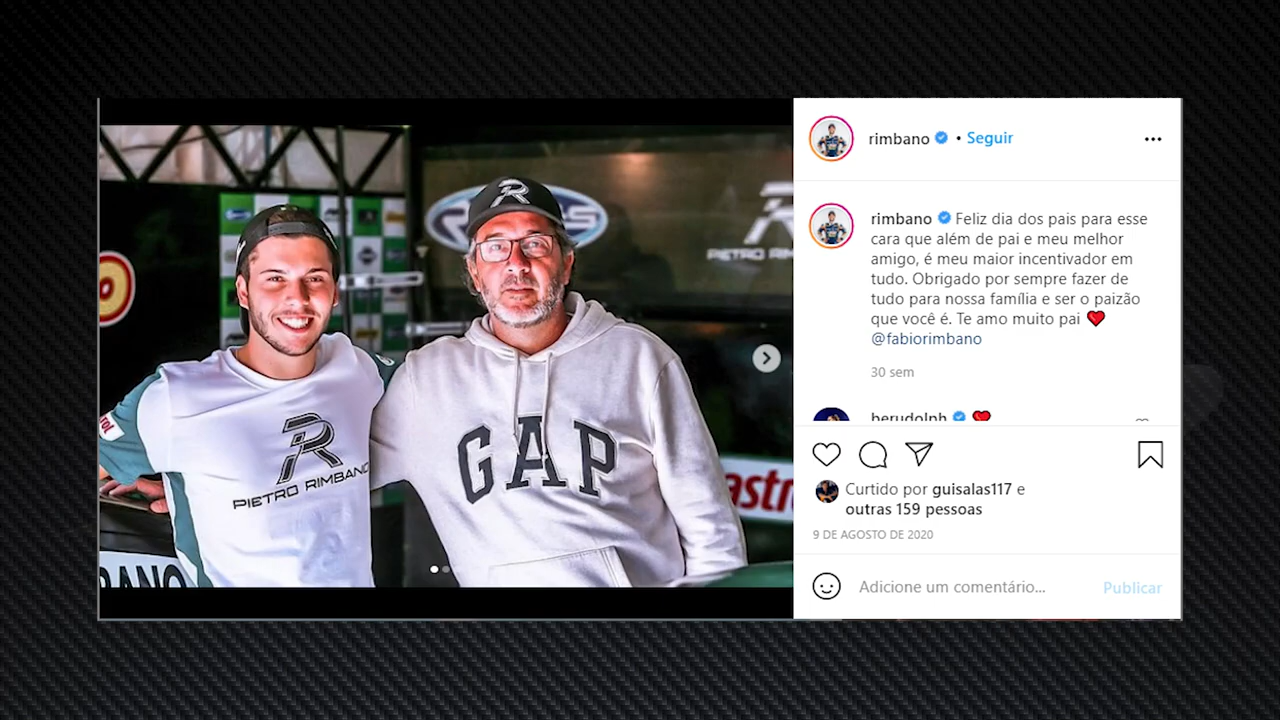 rimbano • Seguir
rimbano Feliz dia dos pais para esse
cara que além de pai e meu melhor
amigo, é meu maior incentivador em
tudo. Obrigado por sempre fazer de
tudo para nossa família e ser o paizão
que você é. Te amo muito pai ❤️
@fabiorimbano
30 sem
berudolph ❤️
Curtido por guisalas117 e
outras 159 pessoas
9 DE AGOSTO DE 2020
Adicione um comentário... Publicar
R
PIETRO RIMBANO
GAP
PIETRO RIM
castr
BANO